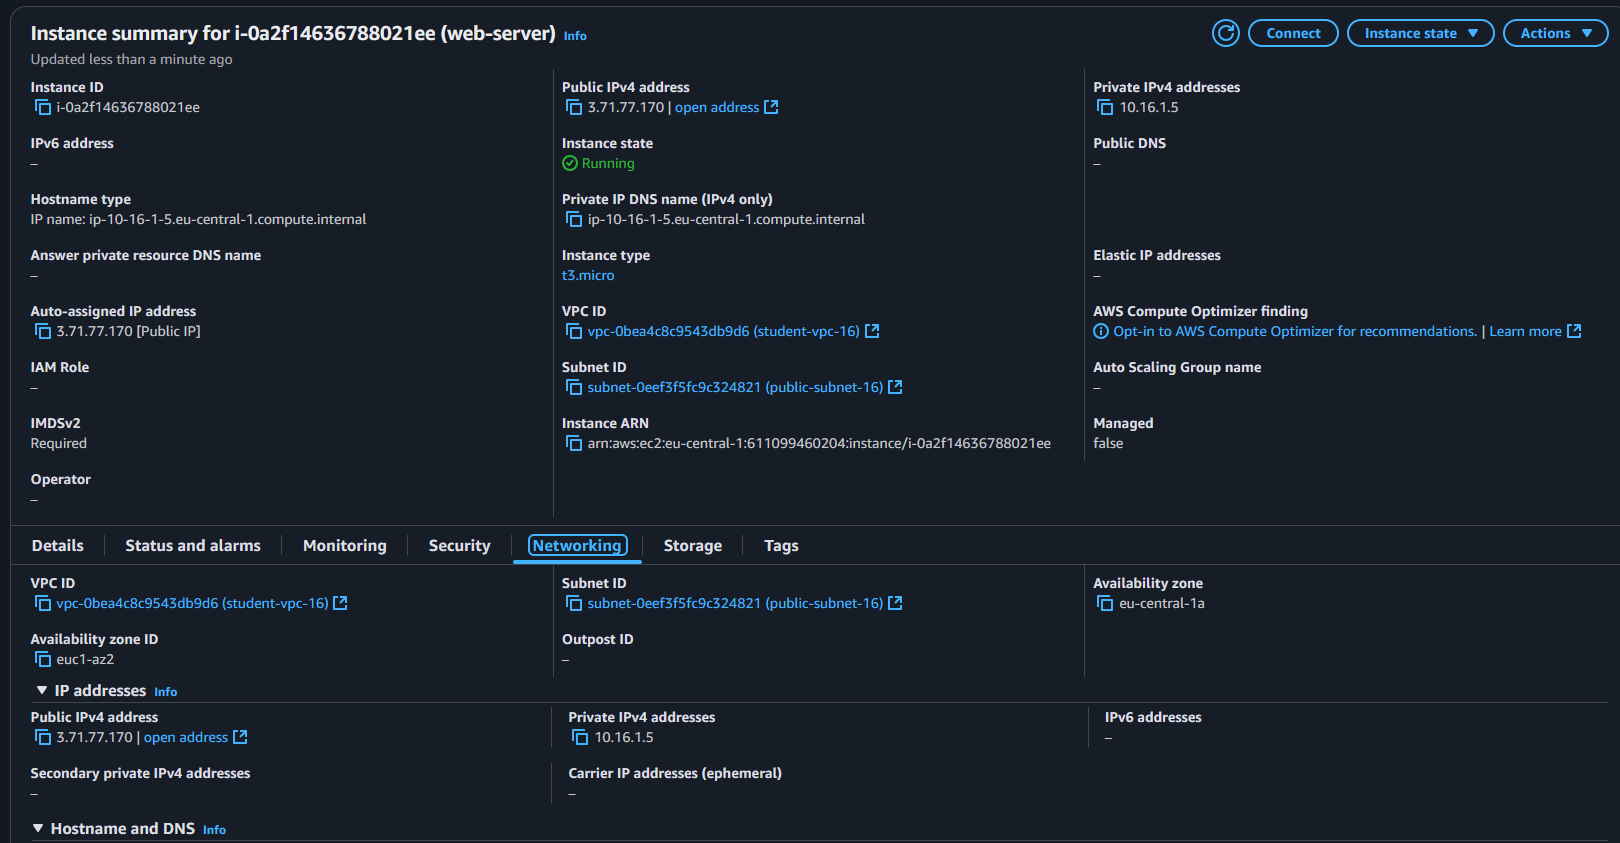 Instance summary for i-0a2f14636788021ee (web-server) Info
Connect
Instance state
Actions
Updated less than a minute ago
Instance ID
i-0a2f14636788021ee
Public IPv4 address
3.71.77.170 | open address
Private IPv4 addresses
10.16.1.5
IPv6 address
–
Instance state
Running
Public DNS
–
Hostname type
IP name: ip-10-16-1-5.eu-central-1.compute.internal
Private IP DNS name (IPv4 only)
ip-10-16-1-5.eu-central-1.compute.internal
Answer private resource DNS name
–
Instance type
t3.micro
Elastic IP addresses
–
Auto-assigned IP address
3.71.77.170 [Public IP]
VPC ID
vpc-0bea4c8c9543db9d6 (student-vpc-16)
AWS Compute Optimizer finding
Opt-in to AWS Compute Optimizer for recommendations. | Learn more
IAM Role
–
Subnet ID
subnet-0eef3f5fc9c324821 (public-subnet-16)
Auto Scaling Group name
–
IMDSv2
Required
Instance ARN
arn:aws:ec2:eu-central-1:611099460204:instance/i-0a2f14636788021ee
Managed
false
Operator
–
Details
Status and alarms
Monitoring
Security
Networking
Storage
Tags
VPC ID
vpc-0bea4c8c9543db9d6 (student-vpc-16)
Subnet ID
subnet-0eef3f5fc9c324821 (public-subnet-16)
Availability zone
eu-central-1a
Availability zone ID
euc1-az2
Outpost ID
–
IP addresses Info
Public IPv4 address
3.71.77.170 | open address
Private IPv4 addresses
10.16.1.5
IPv6 addresses
–
Secondary private IPv4 addresses
–
Carrier IP addresses (ephemeral)
–
Hostname and DNS Info